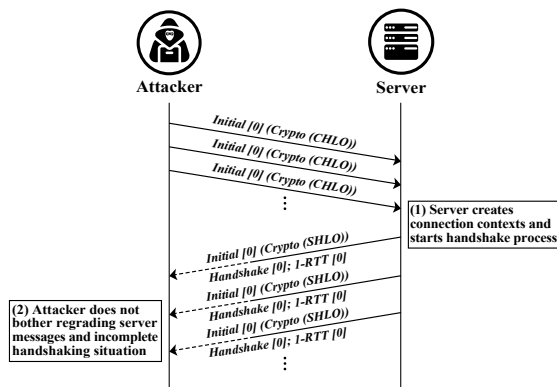 Attacker
Server
Initial [0] (Crypto (CHLO))
Initial [0] (Crypto (CHLO))
Initial [0] (Crypto (CHLO))
(1) Server creates
connection contexts and
starts handshake process
Initial [0] (Crypto (SHLO))
Handshake [0]; 1-RTT [0]
Initial [0] (Crypto (SHLO))
Handshake [0]; 1-RTT [0]
Initial [0] (Crypto (SHLO))
Handshake [0]; 1-RTT [0]
(2) Attacker does not
bother regrading server
messages and incomplete
handshaking situation